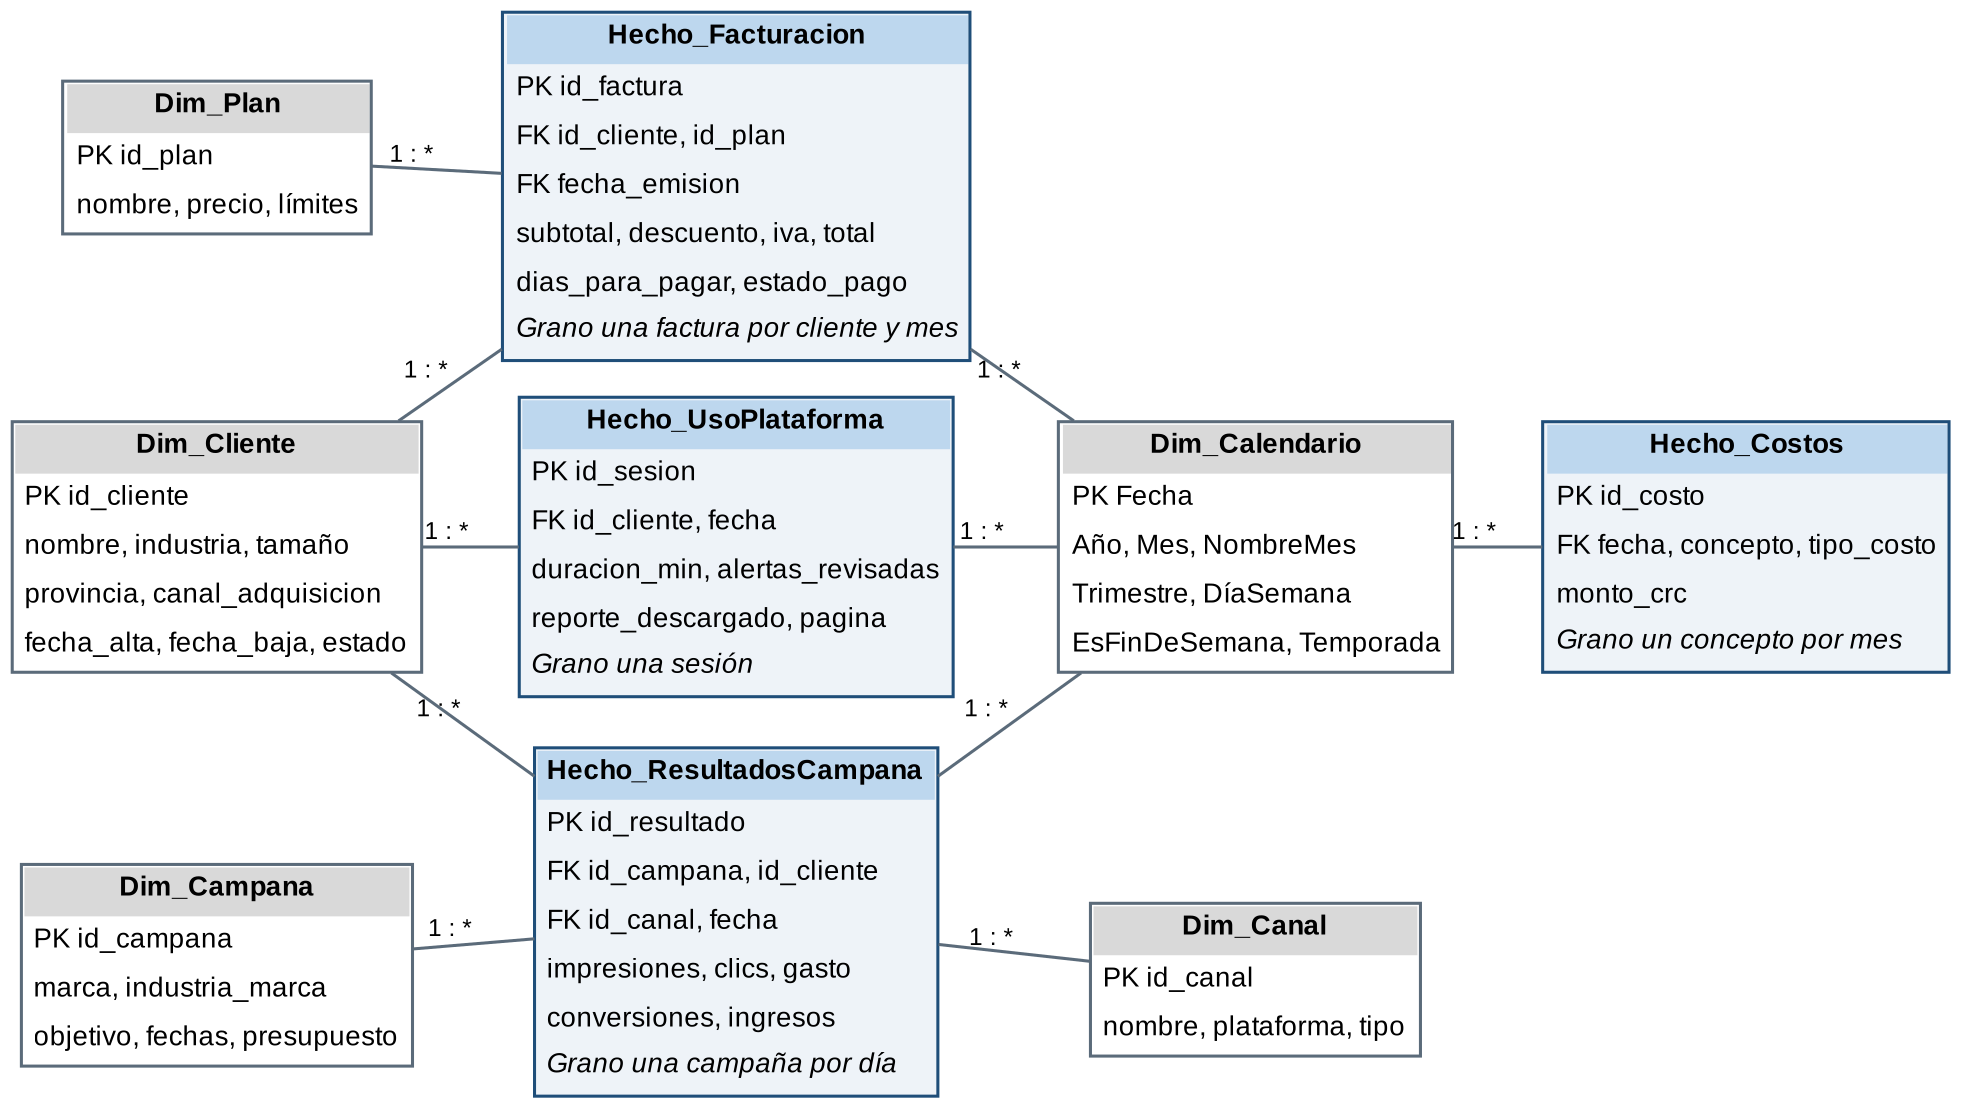 Hecho_Facturacion
PK id_factura
FK id_cliente, id_plan
FK fecha_emision
subtotal, descuento, iva, total
dias_para_pagar, estado_pago
Grano una factura por cliente y mes
Dim_Plan
PK id_plan
nombre, precio, límites
1 : *
1 : *
1 : *
Dim_Cliente
PK id_cliente
nombre, industria, tamaño
provincia, canal_adquisicion
fecha_alta, fecha_baja, estado
1 : *
Hecho_UsoPlataforma
PK id_sesion
FK id_cliente, fecha
duracion_min, alertas_revisadas
reporte_descargado, pagina
Grano una sesión
1 : *
Dim_Calendario
PK Fecha
Año, Mes, NombreMes
Trimestre, DíaSemana
EsFinDeSemana, Temporada
1 : *
Hecho_Costos
PK id_costo
FK fecha, concepto, tipo_costo
monto_crc
Grano un concepto por mes
1 : *
1 : *
Hecho_ResultadosCampana
PK id_resultado
FK id_campana, id_cliente
FK id_canal, fecha
impresiones, clics, gasto
conversiones, ingresos
Grano una campaña por día
Dim_Campana
PK id_campana
marca, industria_marca
objetivo, fechas, presupuesto
1 : *
1 : *
Dim_Canal
PK id_canal
nombre, plataforma, tipo